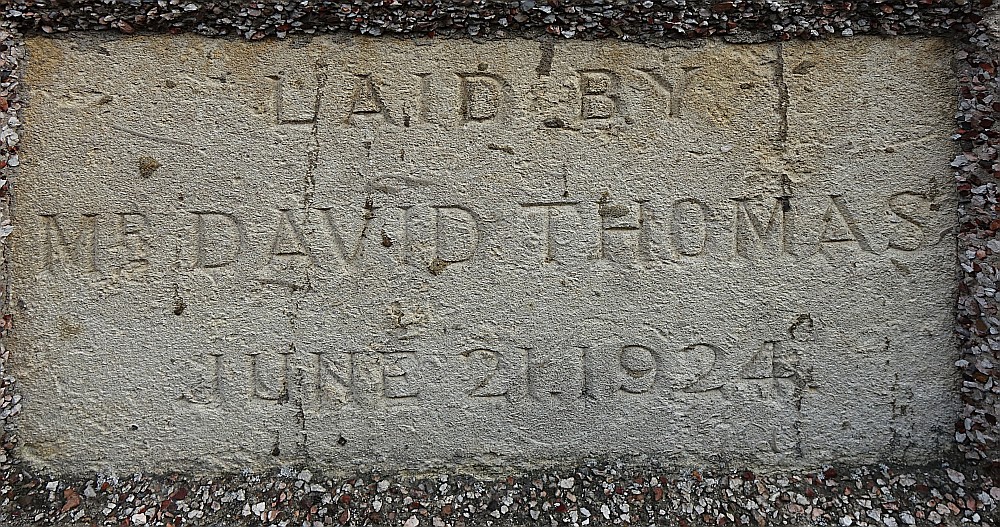 LAID BY
MR DAVID THOMAS
JUNE 21. 1924